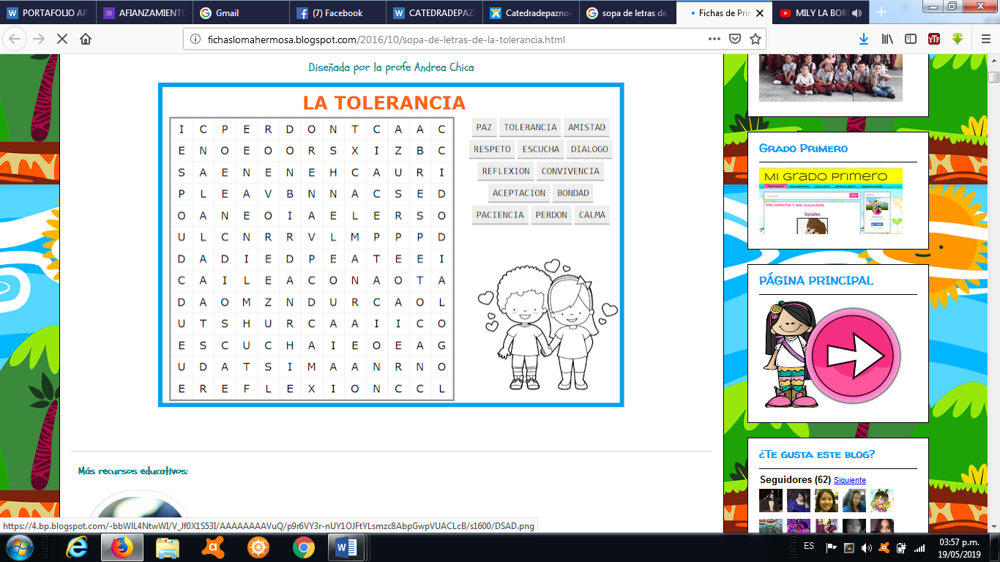 PORTAFOLIO AP
AFIANZAMIENTO
Gmail
(7) Facebook
CATEDRADEPAZ
Catedradepazno
sopa de letras de
Fichas de Prin
MILY LA BOR
fichaslomahermosa.blogspot.com/2016/10/sopa-de-letras-de-la-tolerancia.html
Diseñada por la profe Andrea Chica
LA TOLERANCIA
I C P E R D O N T C A A C
E N O E O O R S X I Z B C
S A E N E N E H C A U R I
P L E A V B N N A C S E D
O A N E O I A E L E R S O
U L C N R R V L M P P P D
D A D I E D P E A T E E I
C A I L E A C O N A O T A
D A O M Z N D U R C A O L
U T S H U R C A A I I C O
E S C U C H A I E O E A G
U D A T S I M A A N R N O
E R E F L E X I O N C C L
PAZ TOLERANCIA AMISTAD
RESPETO ESCUCHA DIALOGO
REFLEXION CONVIVENCIA
ACEPTACION BONDAD
PACIENCIA PERDON CALMA
Más recursos educativos:
Grado Primero
Mi grado primero
Mis defectos y mis cualidades
Sociales
PÁGINA PRINCIPAL
¿Te gusta este blog?
Seguidores (62) Siguiente
https://4.bp.blogspot.com/-bbWIL4NtwWI/V_Jf0X1S53I/AAAAAAAAVuQ/p9r6VY3r-nUY1OJFtYLsmzc8AbpGwpVUACLcB/s1600/DSAD.png
ES
03:57 p.m.
19/05/2019